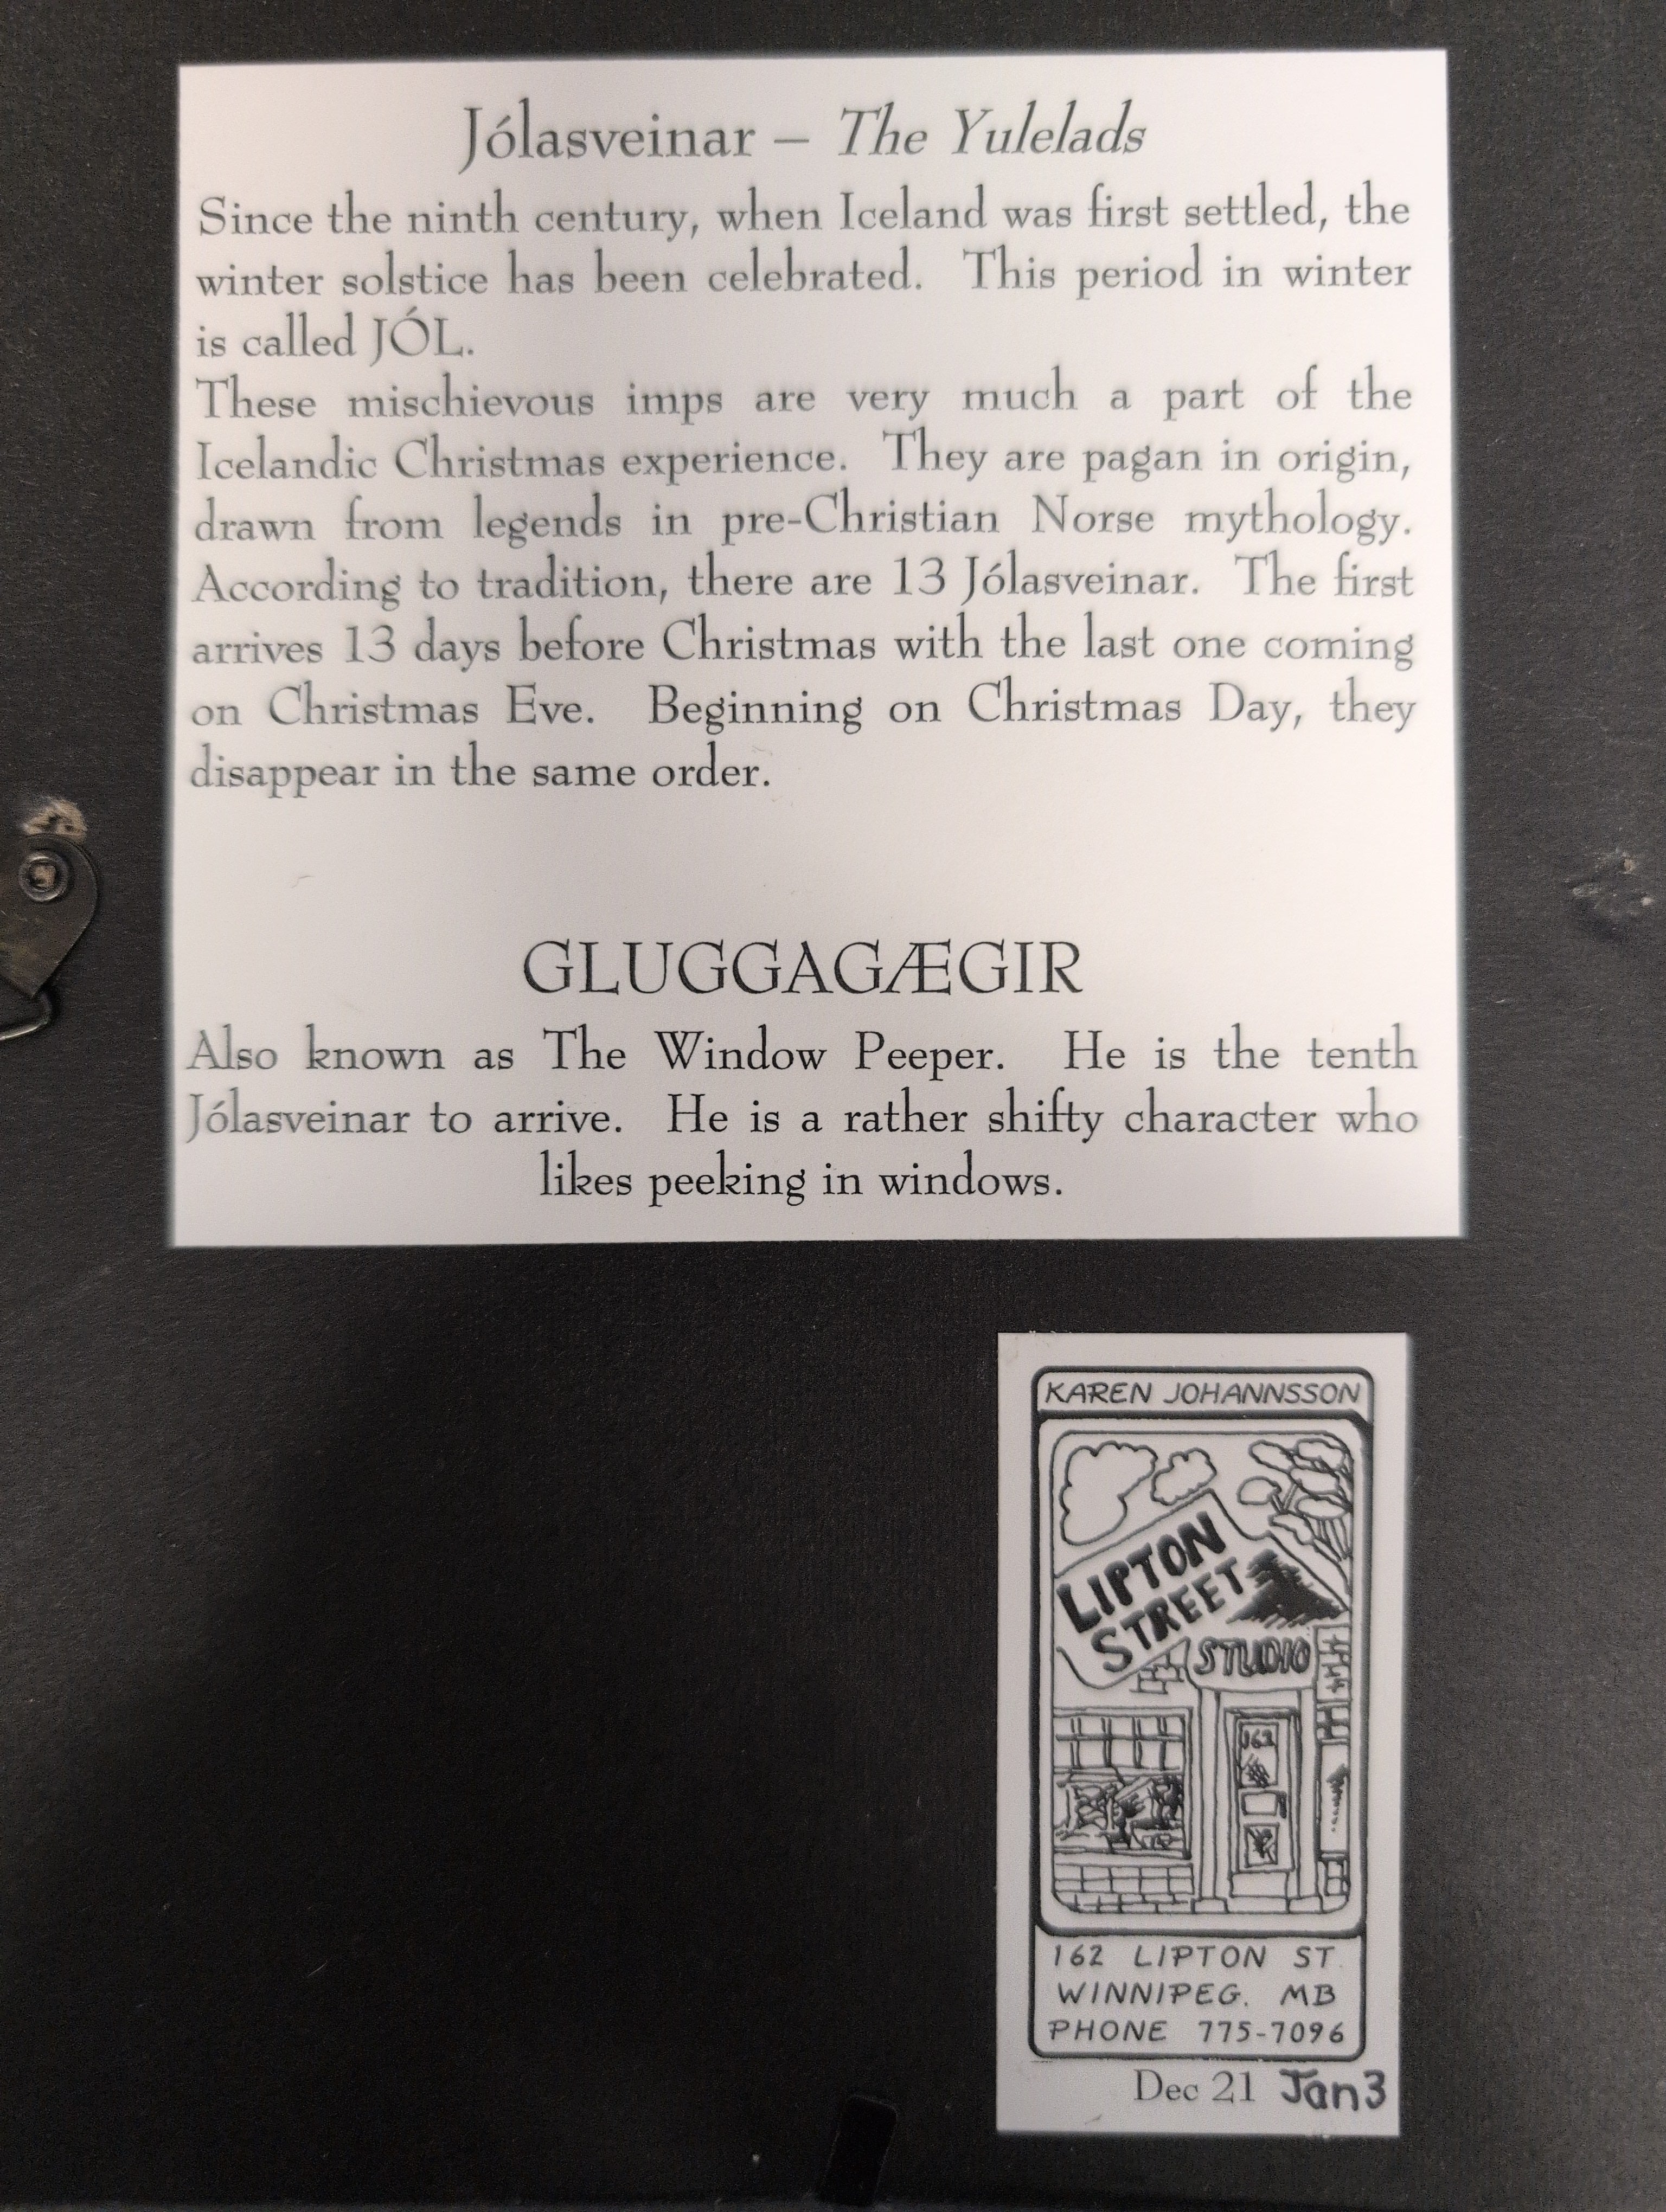 Jólasveinar – The Yulelads
Since the ninth century, when Iceland was first settled, the
winter solstice has been celebrated. This period in winter
is called JÓL.
These mischievous imps are very much a part of the
Icelandic Christmas experience. They are pagan in origin,
drawn from legends in pre-Christian Norse mythology.
According to tradition, there are 13 Jólasveinar. The first
arrives 13 days before Christmas with the last one coming
on Christmas Eve. Beginning on Christmas Day, they
disappear in the same order.
GLUGGAGÆGIR
Also known as The Window Peeper. He is the tenth
Jólasveinar to arrive. He is a rather shifty character who
likes peeking in windows.
KAREN JOHANNSSON
LIPTON
STREET
STUDIO
162
162 LIPTON ST.
WINNIPEG. MB
PHONE 775-7096
Dec 21 Jan 3